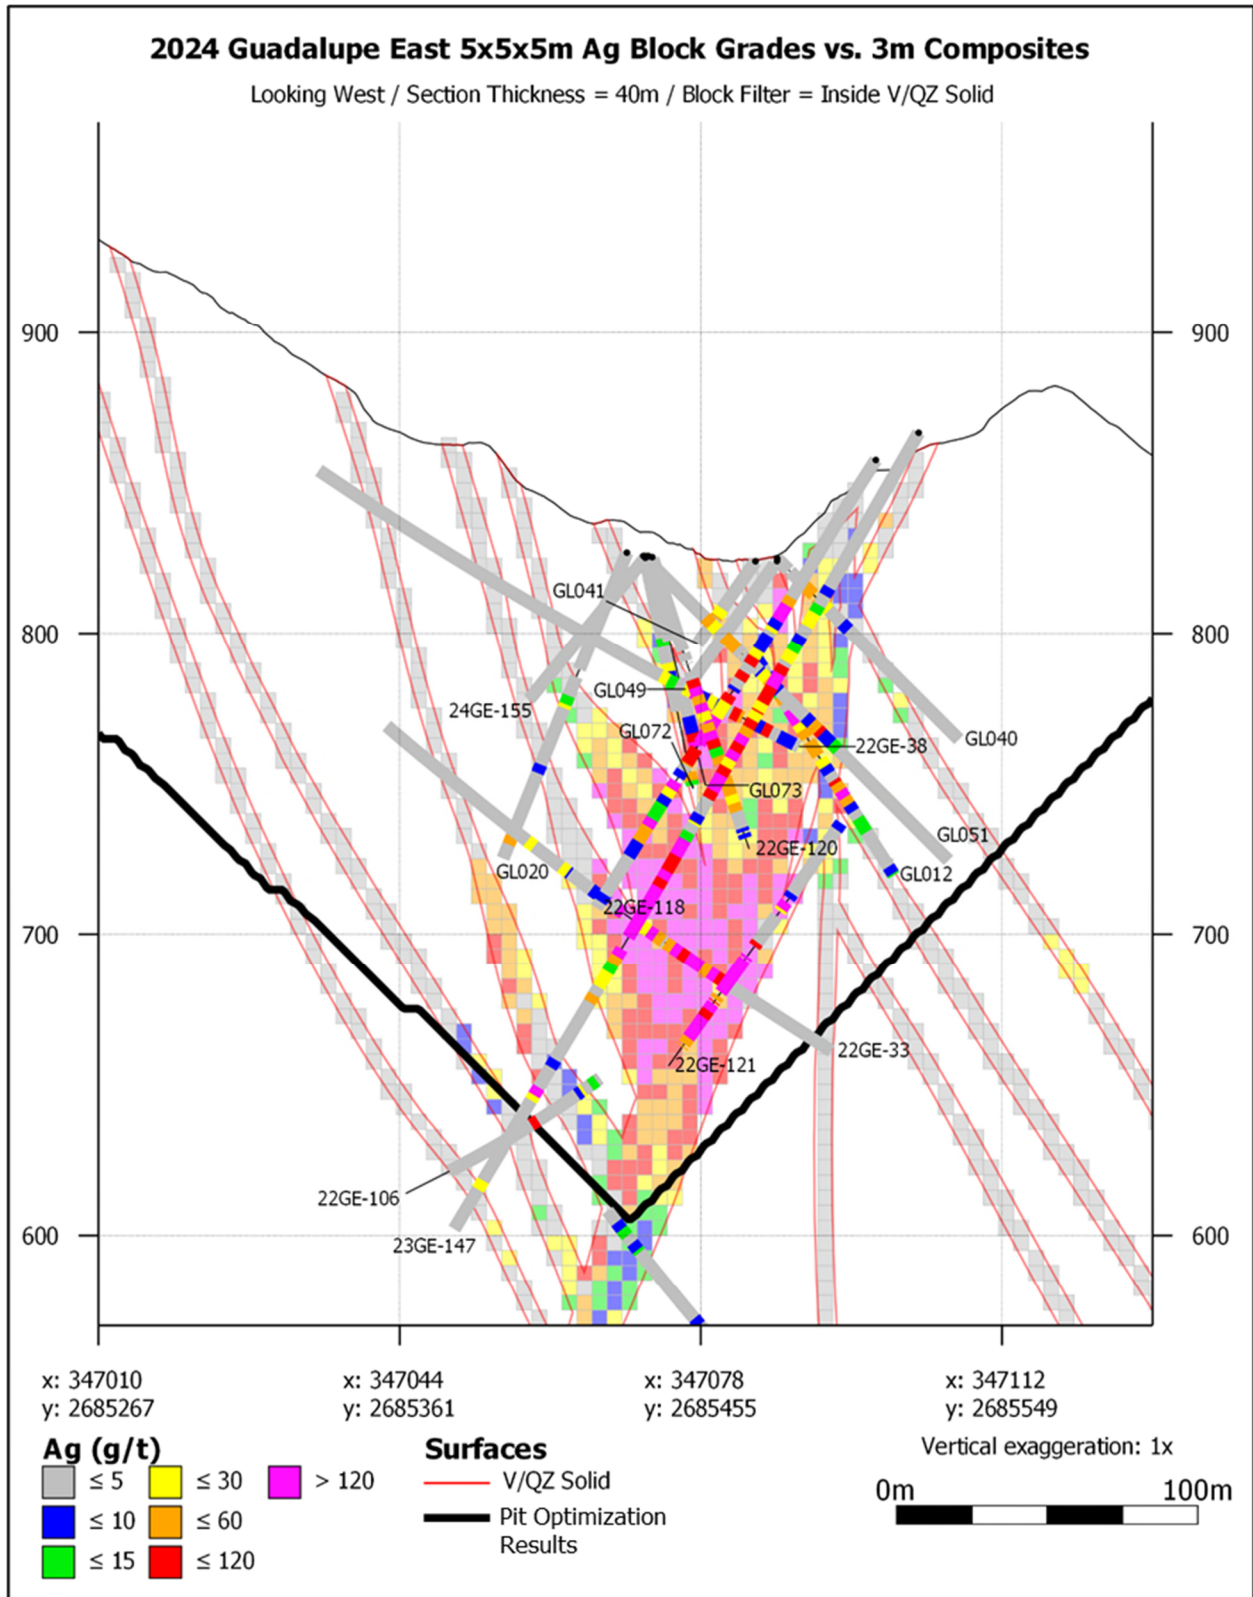 2024 Guadalupe East 5x5x5m Ag Block Grades vs. 3m Composites
Looking West / Section Thickness = 40m / Block Filter = Inside V/QZ Solid
900
900
GL041
800
800
GL049
24GE-155
GL072
22GE-38
GL040
GL073
GL051
22GE-120
GL020
GL012
22GE-118
700
700
22GE-33
22GE-121
22GE-106
23GE-147
600
600
x: 347010
y: 2685267
x: 347044
y: 2685361
x: 347078
y: 2685455
x: 347112
y: 2685549
Ag (g/t)
≤ 5
≤ 30
> 120
≤ 10
≤ 60
≤ 15
≤ 120
Surfaces
V/QZ Solid
Pit Optimization
Results
Vertical exaggeration: 1x
0m
100m